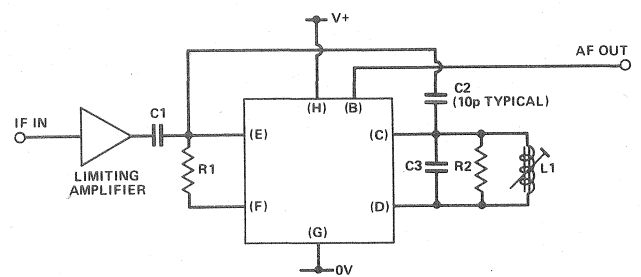 V+
AF OUT
C2
(10p TYPICAL)
IF IN
C1
(H)
(B)
(E)
(C)
R1
C3
R2
L1
LIMITING
AMPLIFIER
(F)
(D)
(G)
0V